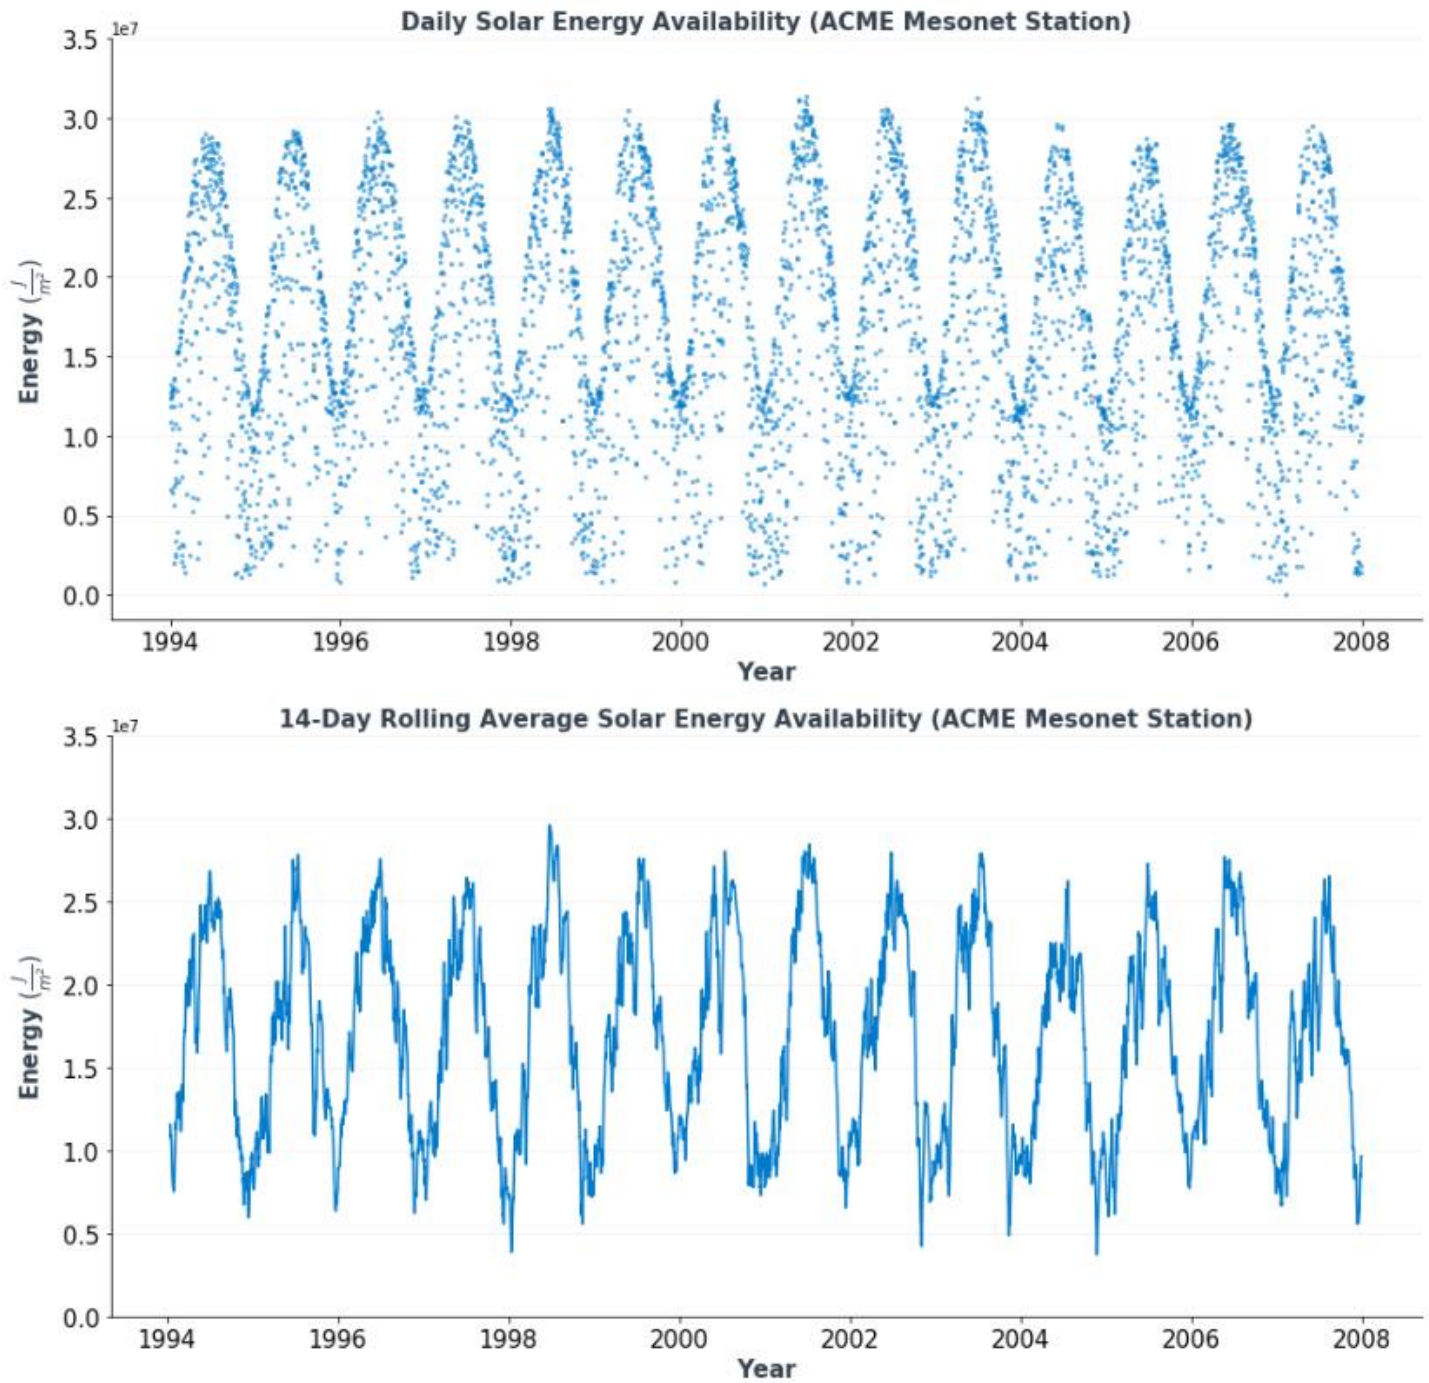 Daily Solar Energy Availability (ACME Mesonet Station)
1e7
3.5
3.0
2.5
2.0
1.5
1.0
0.5
0.0
Energy (J/m²)
1994 1996 1998 2000 2002 2004 2006 2008
Year
14-Day Rolling Average Solar Energy Availability (ACME Mesonet Station)
1e7
3.5
3.0
2.5
2.0
1.5
1.0
0.5
0.0
Energy (J/m²)
1994 1996 1998 2000 2002 2004 2006 2008
Year